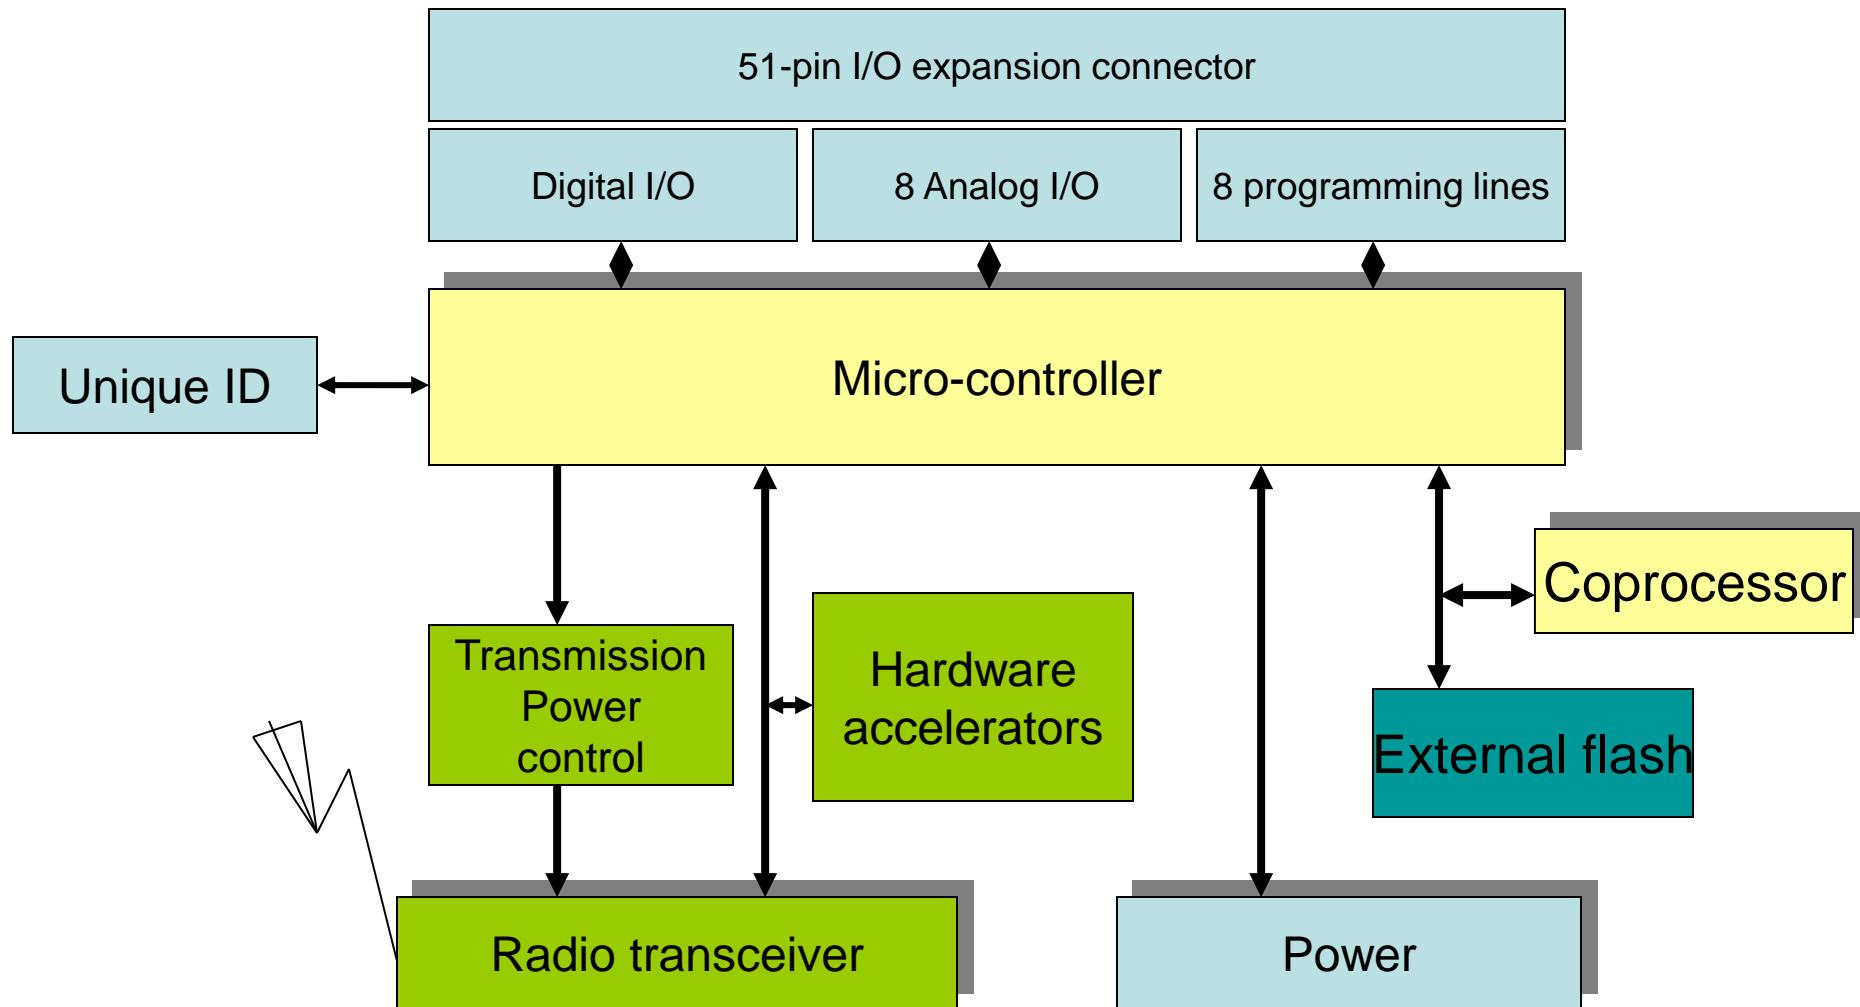 51-pin I/O expansion connector
Digital I/O
8 Analog I/O
8 programming lines
Micro-controller
Unique ID
Coprocessor
Transmission
Power
control
Hardware
accelerators
External flash
Radio transceiver
Power